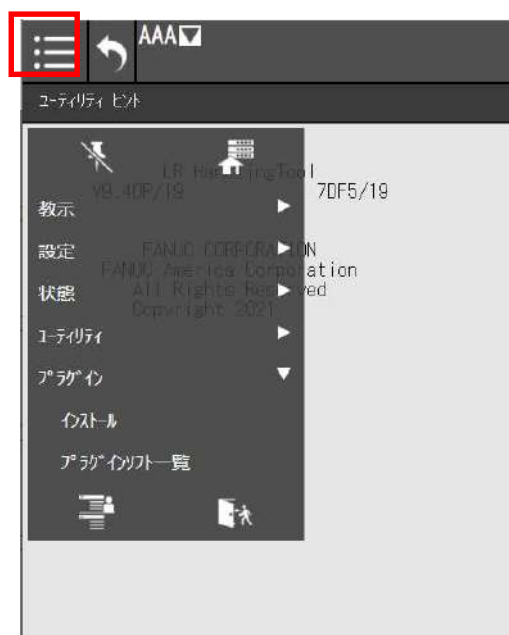 AAA
ユーティリティ ヒント
LR HandlingTool
V9.40P/19 7DF5/19
教示
設定
FANUC CORPORATION
FANUC America Corporation
状態
All Rights Reserved
Copyright 2021
ユーティリティ
プラグイン
インストール
プラグインソフト一覧